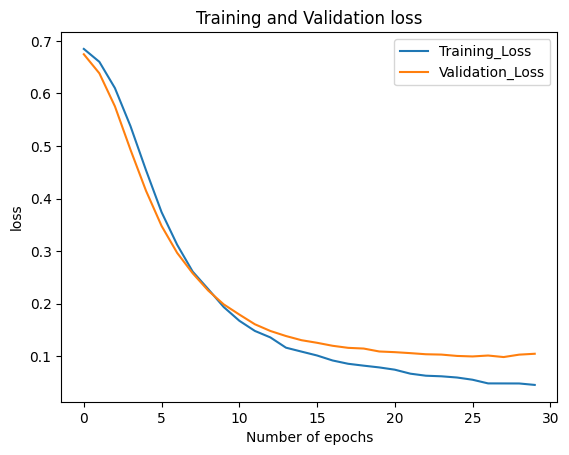 Training and Validation loss
Training_Loss
Validation_Loss
0.7
0.6
0.5
0.4
0.3
0.2
0.1
loss
0 5 10 15 20 25 30
Number of epochs